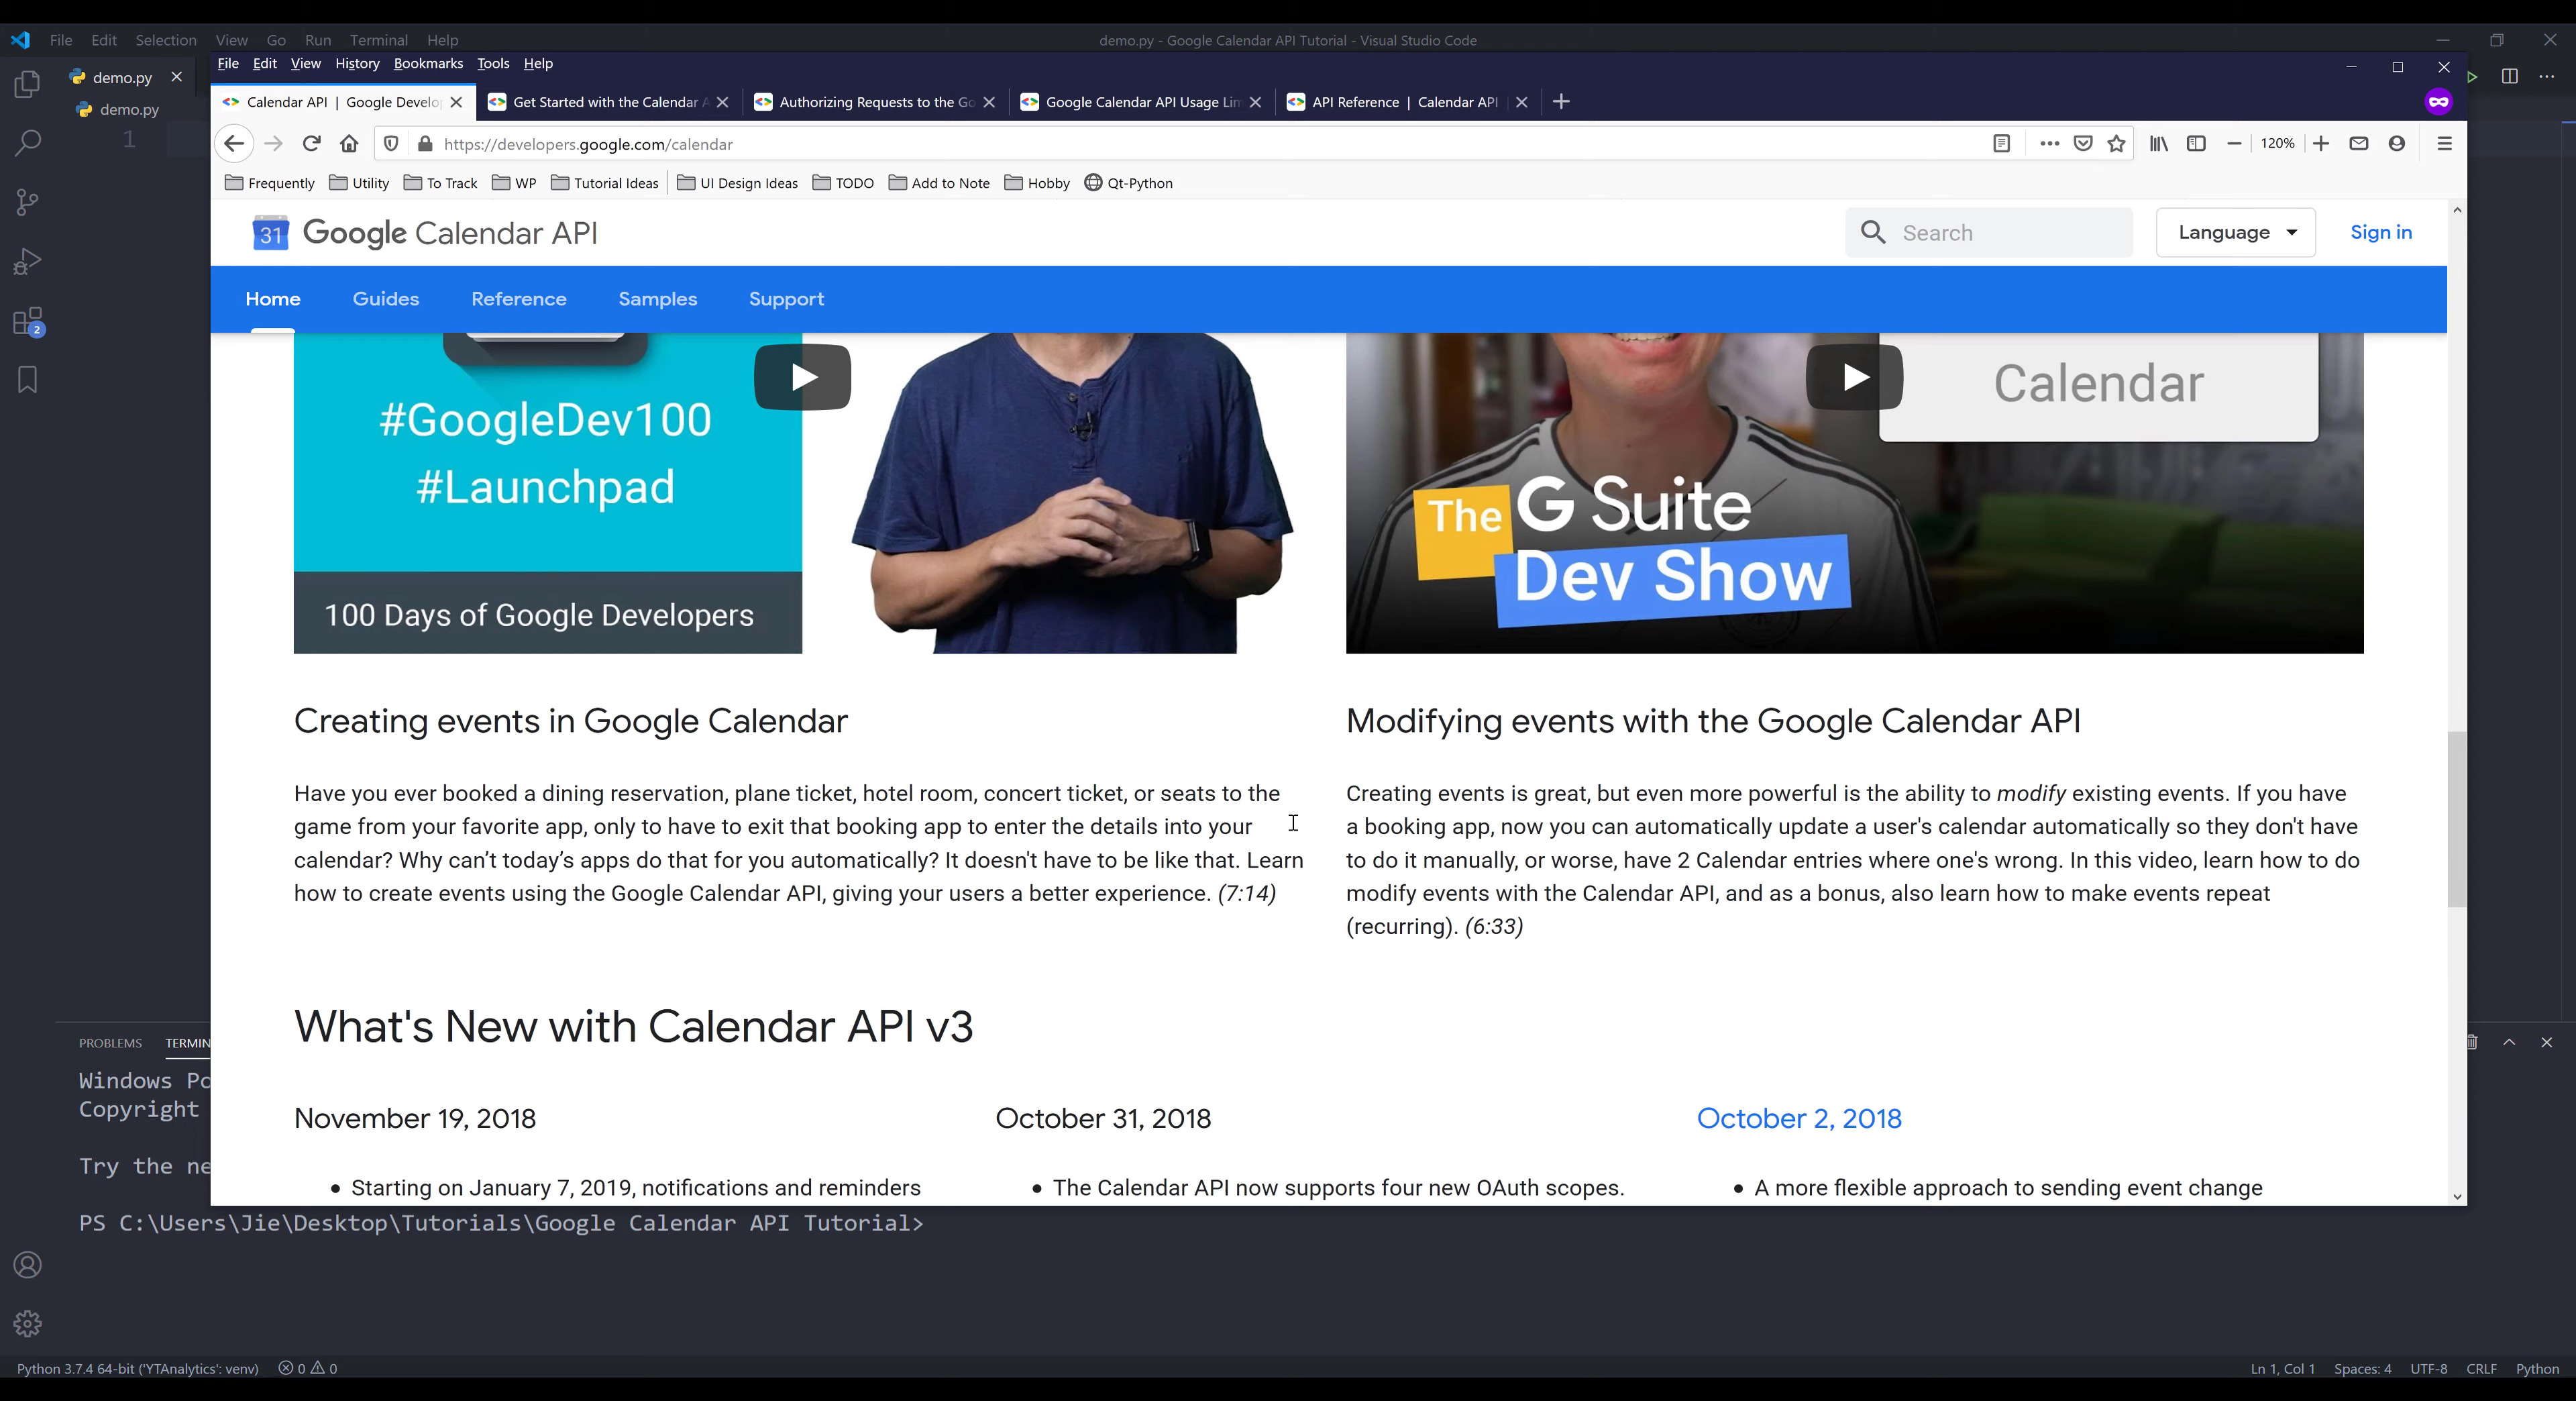 File Edit Selection View Go Run Terminal Help
demo.py - Google Calendar API Tutorial - Visual Studio Code
demo.py
demo.py
1
File Edit View History Bookmarks Tools Help
Calendar API | Google Develo
Get Started with the Calendar A
Authorizing Requests to the Go
Google Calendar API Usage Lim
API Reference | Calendar API
https://developers.google.com/calendar
120%
Frequently Utility To Track WP Tutorial Ideas UI Design Ideas TODO Add to Note Hobby Qt-Python
31 Google Calendar API
Search
Language
Sign in
Home Guides Reference Samples Support
#GoogleDev100
#Launchpad
100 Days of Google Developers
Calendar
The G Suite
Dev Show
Creating events in Google Calendar
Have you ever booked a dining reservation, plane ticket, hotel room, concert ticket, or seats to the
game from your favorite app, only to have to exit that booking app to enter the details into your
calendar? Why can’t today’s apps do that for you automatically? It doesn't have to be like that. Learn
how to create events using the Google Calendar API, giving your users a better experience. (7:14)
Modifying events with the Google Calendar API
Creating events is great, but even more powerful is the ability to modify existing events. If you have
a booking app, now you can automatically update a user's calendar automatically so they don't have
to do it manually, or worse, have 2 Calendar entries where one's wrong. In this video, learn how to do
modify events with the Calendar API, and as a bonus, also learn how to make events repeat
(recurring). (6:33)
What's New with Calendar API v3
November 19, 2018
Starting on January 7, 2019, notifications and reminders
October 31, 2018
The Calendar API now supports four new OAuth scopes.
October 2, 2018
A more flexible approach to sending event change
2
PROBLEMS TERMIN
Windows Po
Copyright
Try the ne
PS C:\Users\Jie\Desktop\Tutorials\Google Calendar API Tutorial>
Python 3.7.4 64-bit ('YTAnalytics': venv) 0 0
Ln 1, Col 1 Spaces: 4 UTF-8 CRLF Python